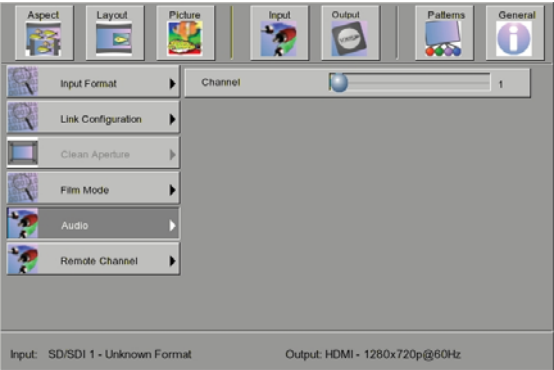 Aspect
Layout
Picture
Input
Output
Patterns
General
Input Format
Channel
1
Link Configuration
Clean Aperture
Film Mode
Audio
Remote Channel
Input: SD/SDI 1 - Unknown Format
Output: HDMI - 1280x720p@60Hz